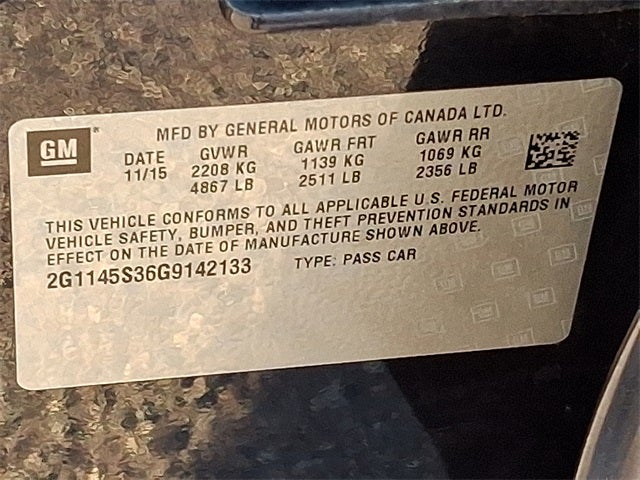 GM
MFD BY GENERAL MOTORS OF CANADA LTD.
DATE GVWR GAWR FRT GAWR RR
11/15 2208 KG 1139 KG 1069 KG
4867 LB 2511 LB 2356 LB
THIS VEHICLE CONFORMS TO ALL APPLICABLE U.S. FEDERAL MOTOR
VEHICLE SAFETY, BUMPER, AND THEFT PREVENTION STANDARDS IN
EFFECT ON THE DATE OF MANUFACTURE SHOWN ABOVE.
2G1145S36G9142133 TYPE: PASS CAR